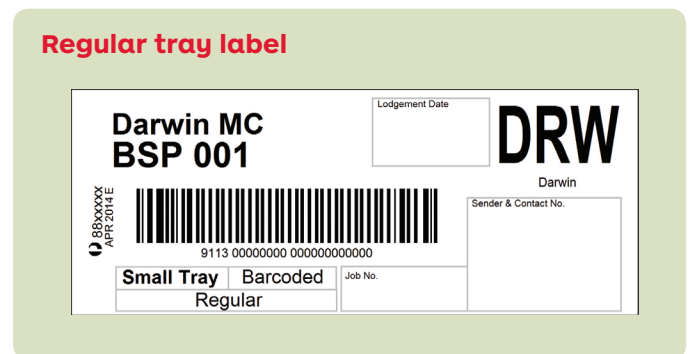 Regular tray label
Darwin MC
BSP 001
Lodgement Date
DRW
Darwin
88XXXXX
APR 2014 E
9113 00000000 000000000000
Sender & Contact No.
Small Tray
Barcoded
Regular
Job No.